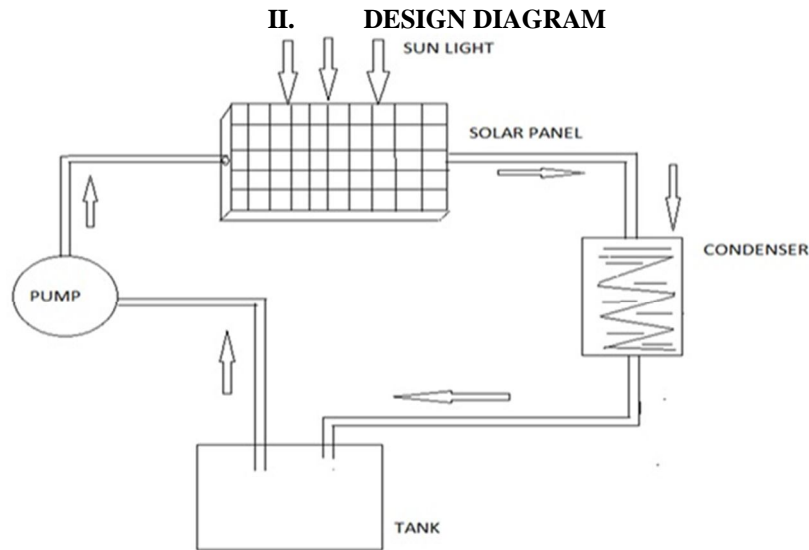 II. DESIGN DIAGRAM
SUN LIGHT
SOLAR PANEL
CONDENSER
PUMP
TANK